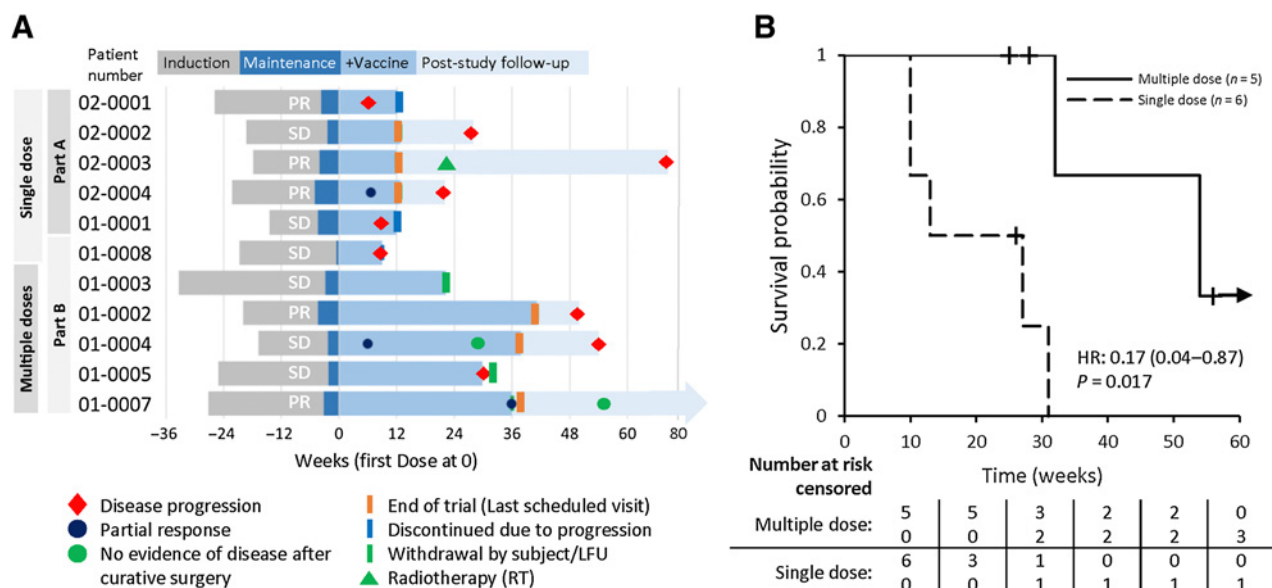 A
Patient
number
Induction
Maintenance
+Vaccine
Post-study follow-up
Single dose
Multiple doses
Part A
Part B
02-0001 PR
02-0002 SD
02-0003 PR
02-0004 PR
01-0001 SD
01-0008 SD
01-0003 SD
01-0002 PR
01-0004 SD
01-0005 SD
01-0007 PR
–36 –24 –12 0 12 24 36 48 60 80
Weeks (first Dose at 0)
Disease progression
Partial response
No evidence of disease after
curative surgery
End of trial (Last scheduled visit)
Discontinued due to progression
Withdrawal by subject/LFU
Radiotherapy (RT)
B
Survival probability
1
0.8
0.6
0.4
0.2
0
Multiple dose (n = 5)
Single dose (n = 6)
HR: 0.17 (0.04–0.87)
P = 0.017
0 10 20 30 40 50 60
Time (weeks)
Number at risk
censored
Multiple dose:
5 5 3 2 2 0
0 0 2 2 2 3
Single dose:
6 3 1 0 0 0
0 0 1 1 1 1